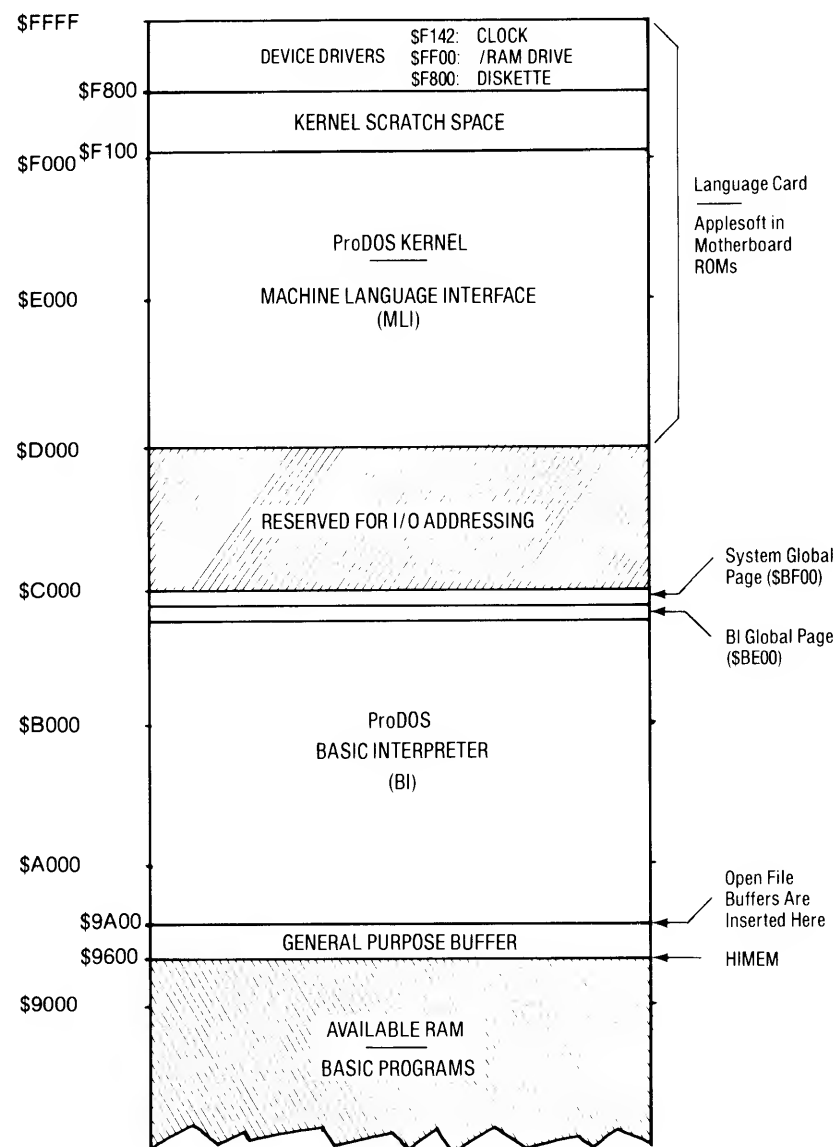 $FFFF
DEVICE DRIVERS
$F142: CLOCK
$FF00: /RAM DRIVE
$F800: DISKETTE
$F800
KERNEL SCRATCH SPACE
$F100
$F000
Language Card
Applesoft in
Motherboard
ROMs
ProDOS KERNEL
MACHINE LANGUAGE INTERFACE
(MLI)
$E000
$D000
RESERVED FOR I/O ADDRESSING
$C000
System Global
Page ($BF00)
BI Global Page
($BE00)
$B000
ProDOS
BASIC INTERPRETER
(BI)
$A000
Open File
Buffers Are
Inserted Here
$9A00
GENERAL PURPOSE BUFFER
$9600
HIMEM
$9000
AVAILABLE RAM
BASIC PROGRAMS